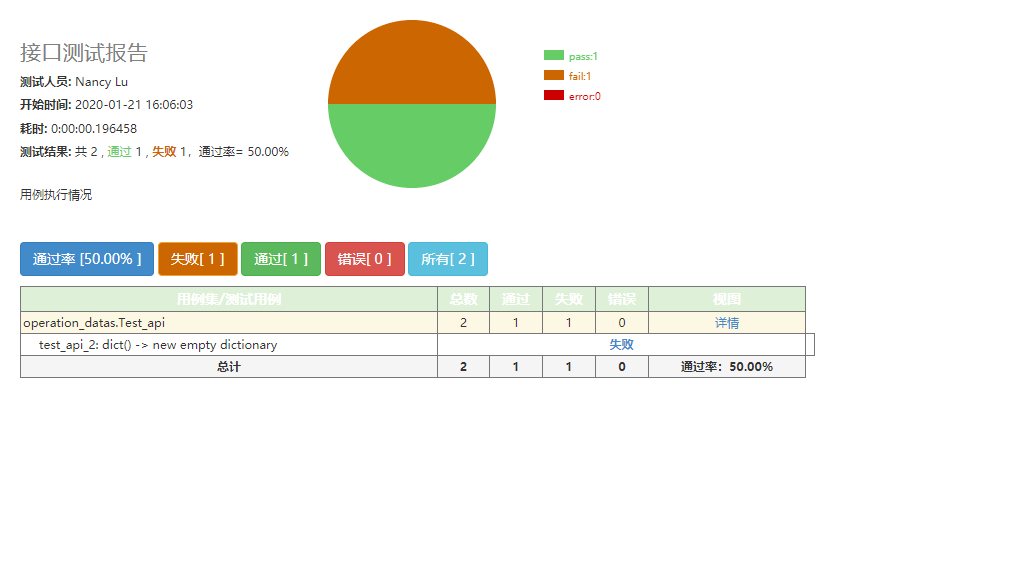 接口测试报告
测试人员: Nancy Lu
开始时间: 2020-01-21 16:06:03
耗时: 0:00:00.196458
测试结果: 共 2 , 通过 1 , 失败 1，通过率= 50.00%
用例执行情况
pass:1
fail:1
error:0
通过率 [50.00% ] 失败[ 1 ] 通过[ 1 ] 错误[ 0 ] 所有[ 2 ]
用例集/测试用例 总数 通过 失败 错误 视图
operation_datas.Test_api 2 1 1 0 详情
test_api_2: dict() -> new empty dictionary 失败
总计 2 1 1 0 通过率：50.00%